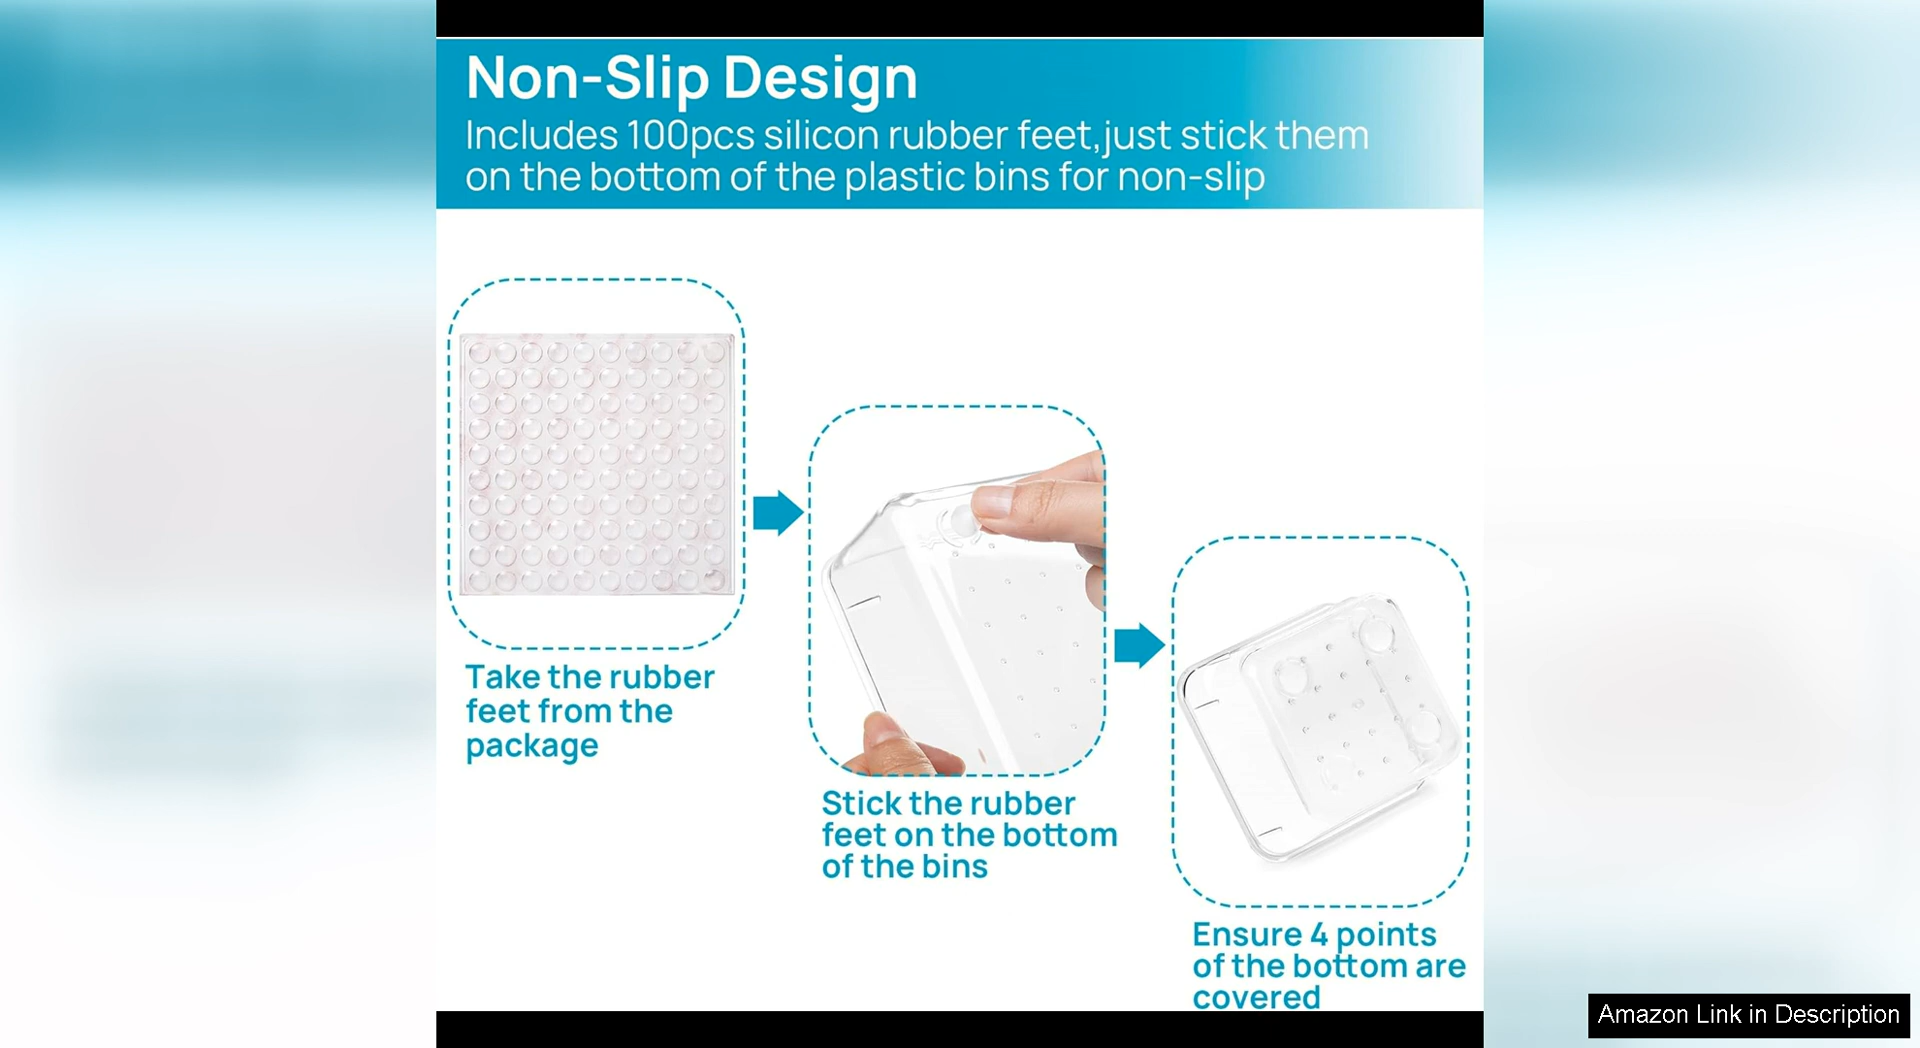 Non-Slip Design
Includes 100pcs silicon rubber feet,just stick them
on the bottom of the plastic bins for non-slip
Take the rubber
feet from the
package
Stick the rubber
feet on the bottom
of the bins
Ensure 4 points
of the bottom are
covered
Amazon Link in Description